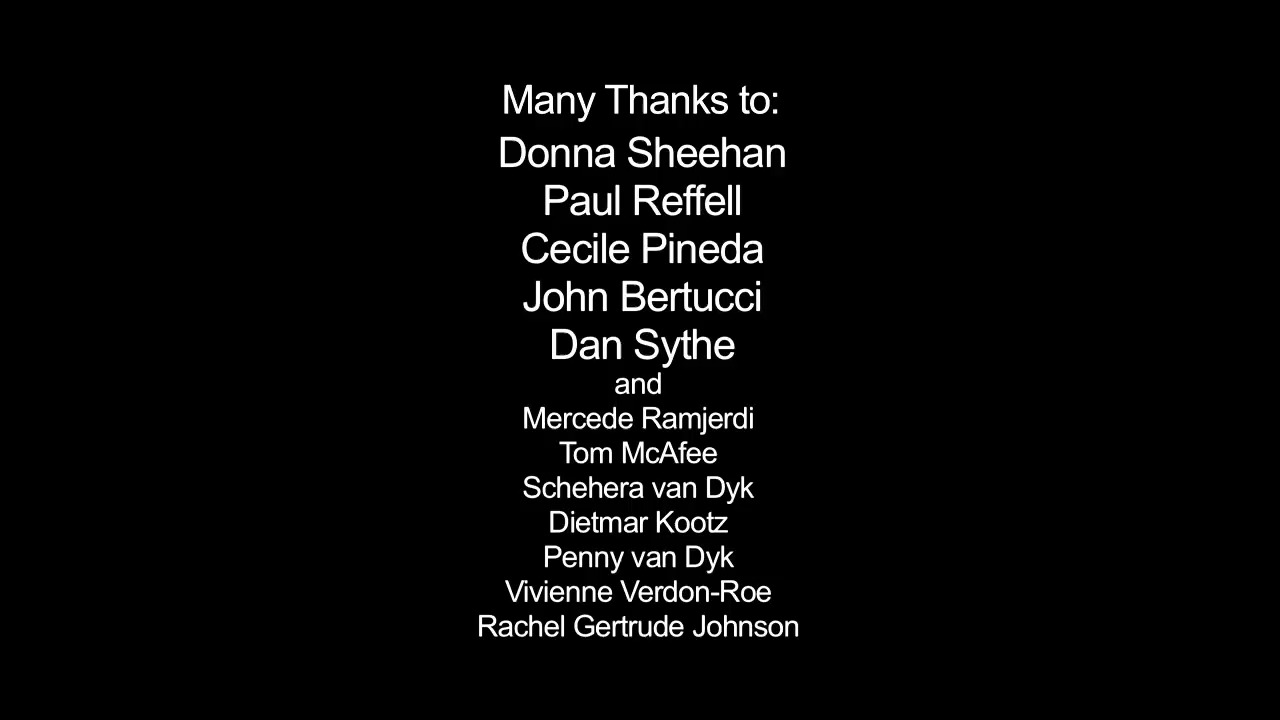 Many Thanks to:
Donna Sheehan
Paul Reffell
Cecile Pineda
John Bertucci
Dan Sythe
and
Mercede Ramjerdi
Tom McAfee
Schehera van Dyk
Dietmar Kootz
Penny van Dyk
Vivienne Verdon-Roe
Rachel Gertrude Johnson